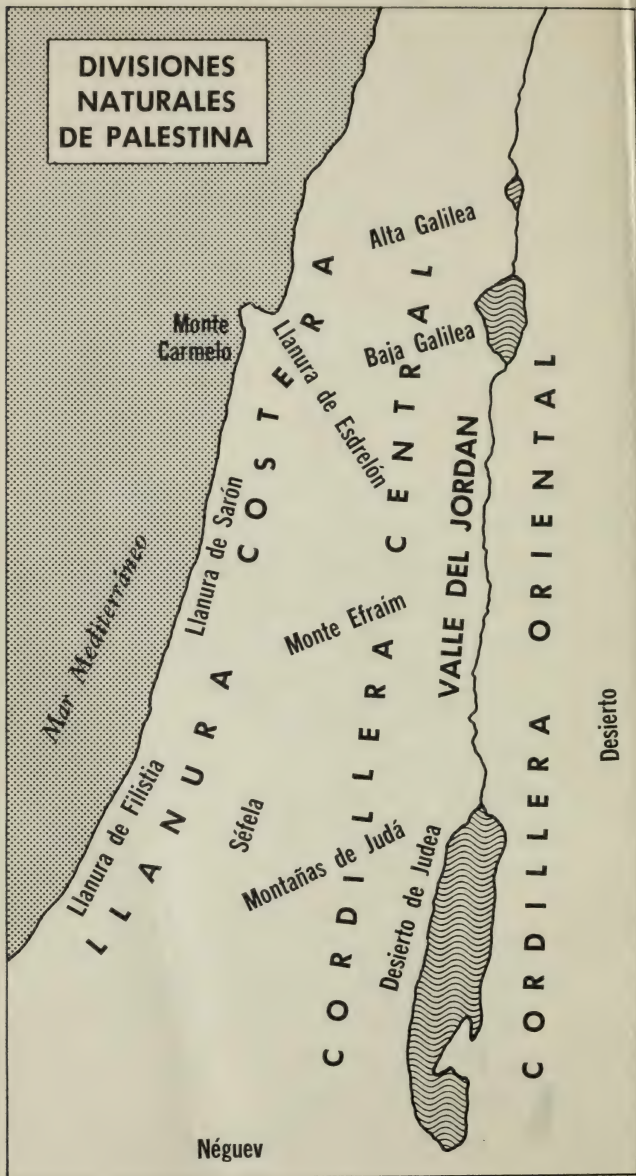 DIVISIONES
NATURALES
DE PALESTINA
Alta Galilea
Monte
Carmelo
Baja Galilea
Llanura de Esdrelón
Llanura de Sarón
Mar Mediterráneo
Monte Efraím
VALLE DEL JORDAN
Desierto
Llanura de Filistia
Séfela
Montañas de Judá
Desierto de Judea
LLANURA COSTERA
CORDILLERA CENTRAL
CORDILLERA ORIENTAL
Néguev